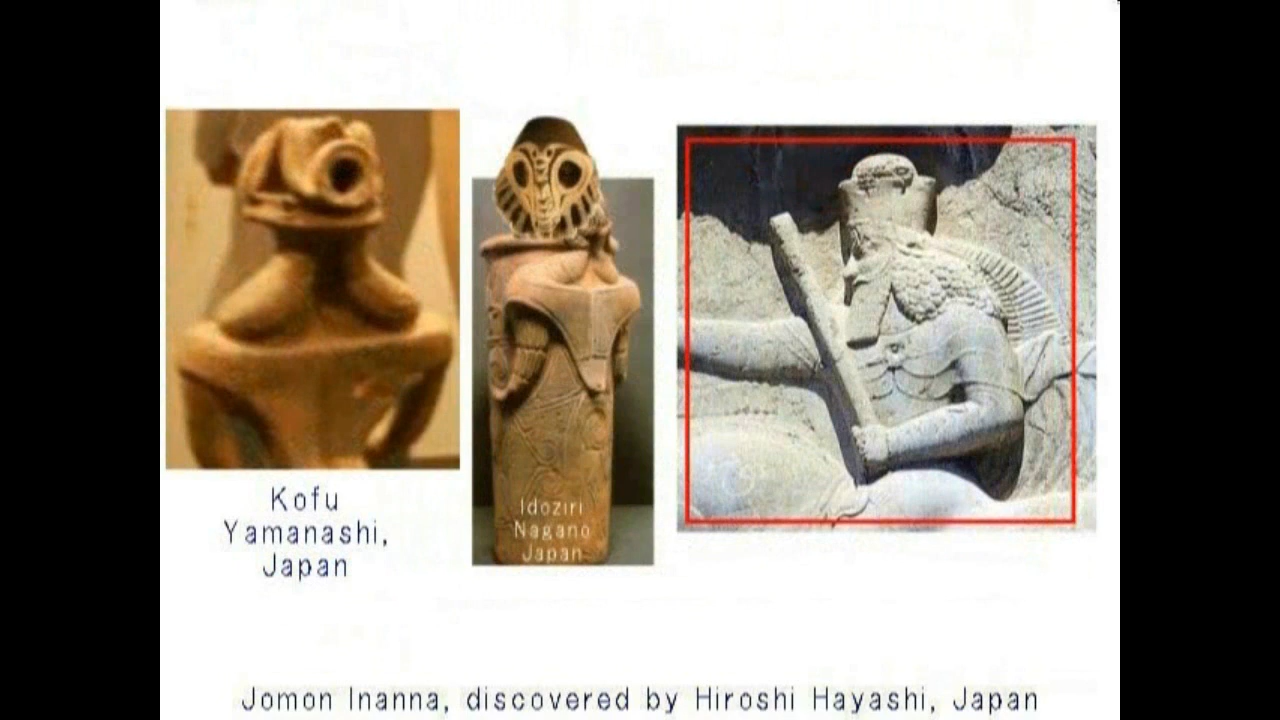 Kofu
Yamanashi,
Japan
Idoziri
Nagano
Japan
Jomon Inanna, discovered by Hiroshi Hayashi, Japan